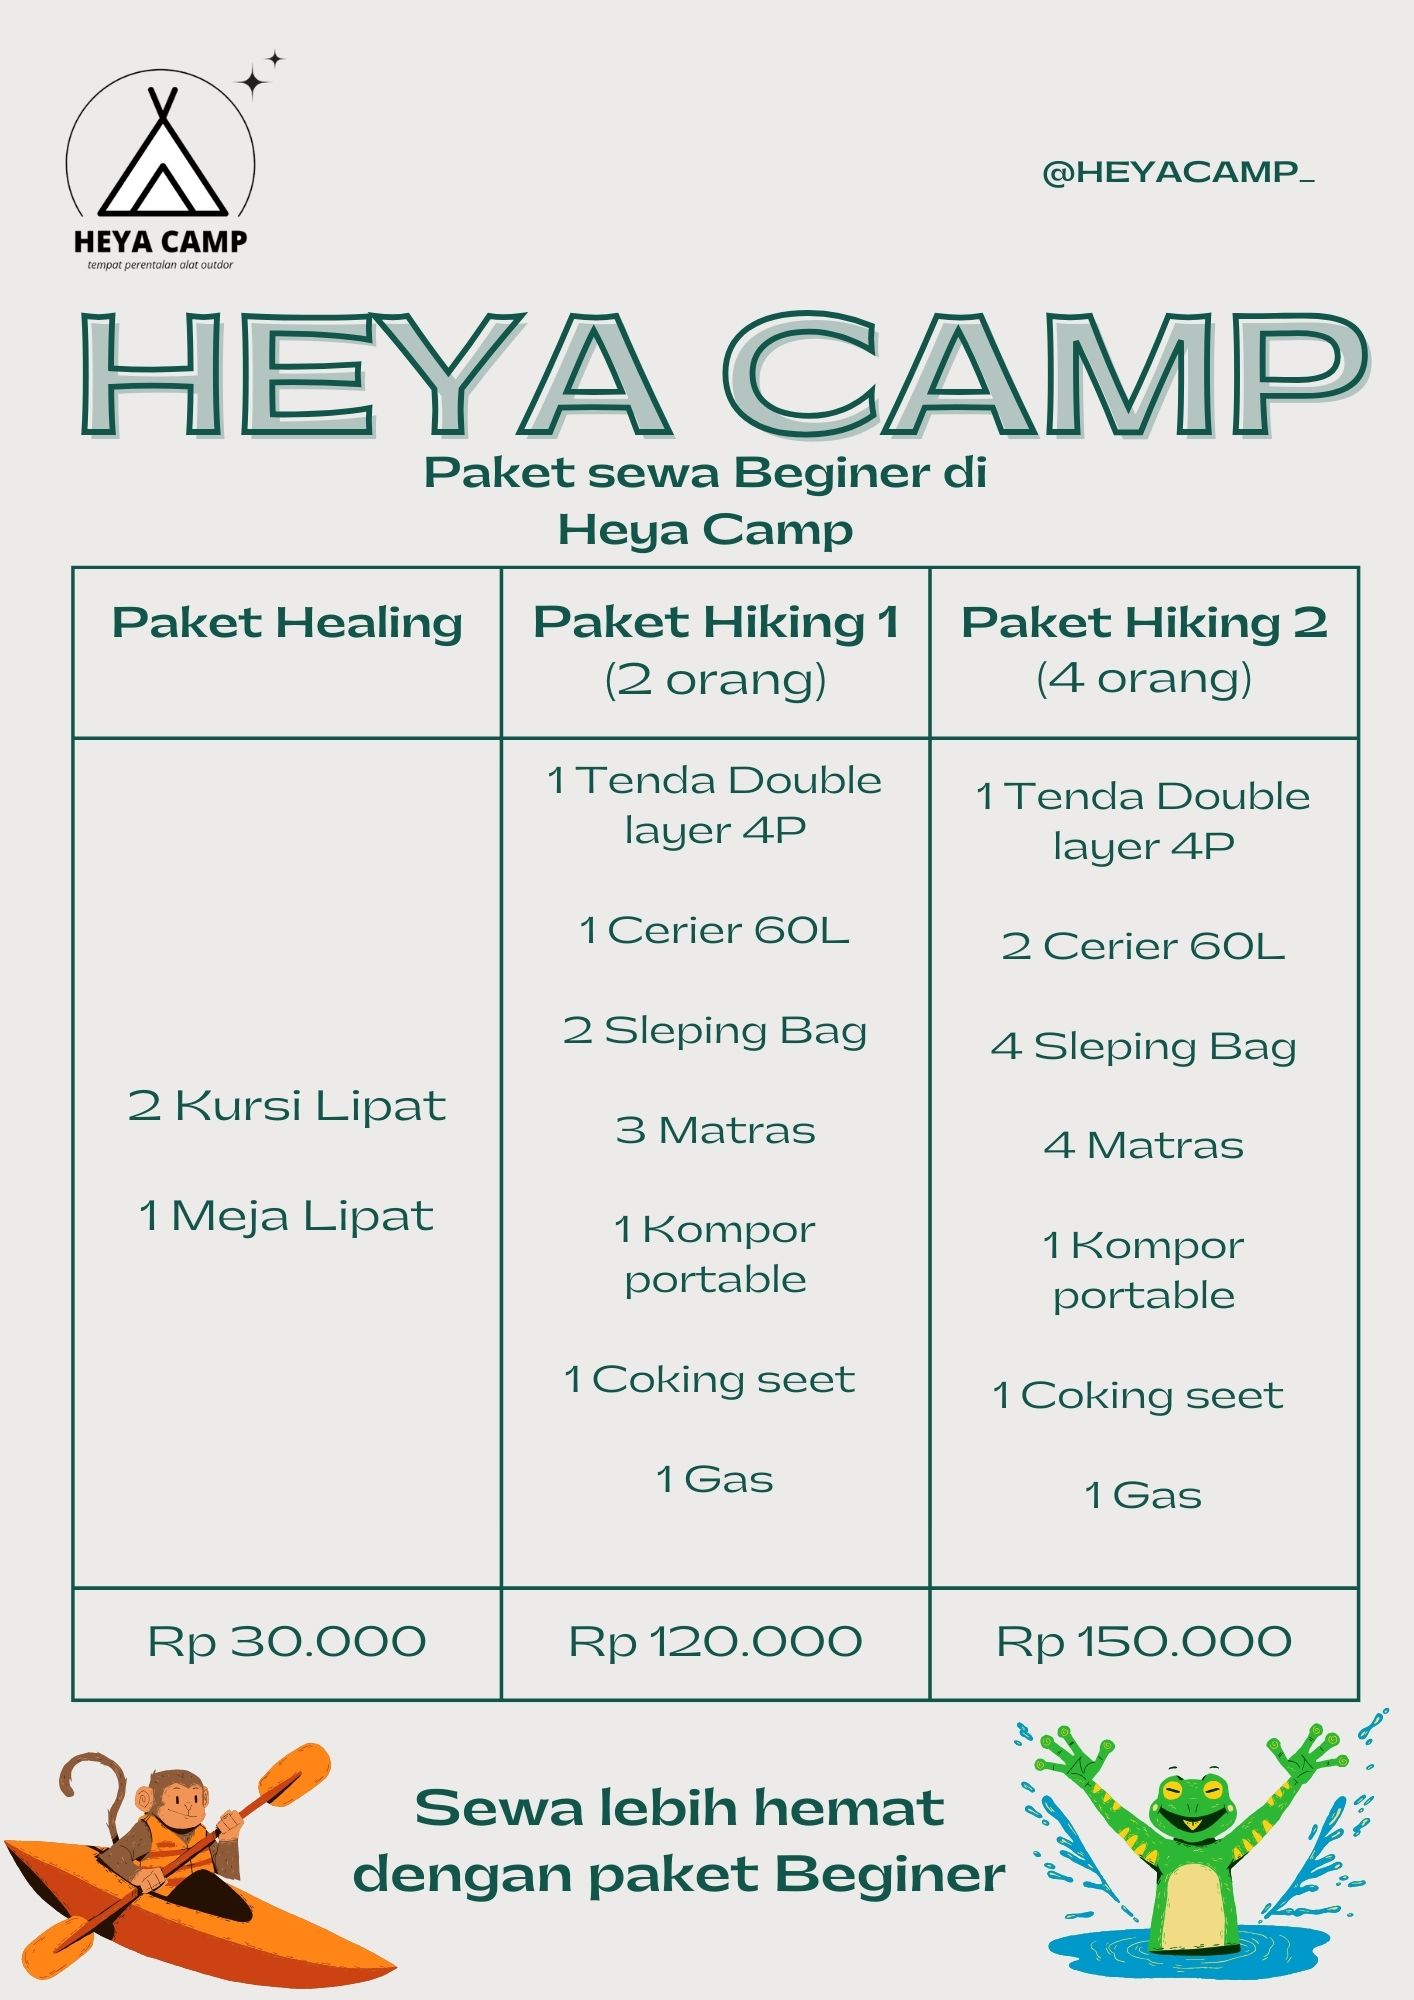 HEYA CAMP
tempat perentalan alat outdor
@HEYACAMP_
HEYA CAMP
Paket sewa Beginer di
Heya Camp
Paket Healing
Paket Hiking 1
(2 orang)
Paket Hiking 2
(4 orang)
2 Kursi Lipat
1 Meja Lipat
1 Tenda Double
layer 4P
1 Cerier 60L
2 Sleping Bag
3 Matras
1 Kompor
portable
1 Coking seet
1 Gas
1 Tenda Double
layer 4P
2 Cerier 60L
4 Sleping Bag
4 Matras
1 Kompor
portable
1 Coking seet
1 Gas
Rp 30.000
Rp 120.000
Rp 150.000
Sewa lebih hemat
dengan paket Beginer